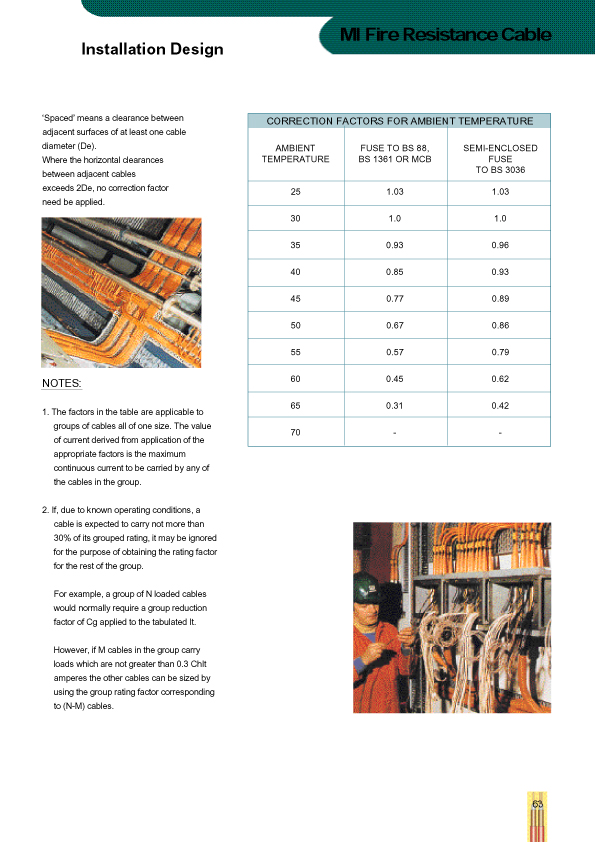 MI Fire Resistance Cable
Installation Design
'Spaced' means a clearance between
adjacent surfaces of at least one cable
diameter (De).
Where the horizontal clearances
between adjacent cables
exceeds 2De, no correction factor
need be applied.
NOTES:
1. The factors in the table are applicable to
groups of cables all of one size. The value
of current derived from application of the
appropriate factors is the maximum
continuous current to be carried by any of
the cables in the group.
2. If, due to known operating conditions, a
cable is expected to carry not more than
30% of its grouped rating, it may be ignored
for the purpose of obtaining the rating factor
for the rest of the group.
For example, a group of N loaded cables
would normally require a group reduction
factor of Cg applied to the tabulated It.
However, if M cables in the group carry
loads which are not greater than 0.3 ChIt
amperes the other cables can be sized by
using the group rating factor corresponding
to (N-M) cables.
CORRECTION FACTORS FOR AMBIENT TEMPERATURE
AMBIENT FUSE TO BS 88, SEMI-ENCLOSED
TEMPERATURE BS 1361 OR MCB FUSE
TO BS 3036
25 1.03 1.03
30 1.0 1.0
35 0.93 0.96
40 0.85 0.93
45 0.77 0.89
50 0.67 0.86
55 0.57 0.79
60 0.45 0.62
65 0.31 0.42
70 - -
63